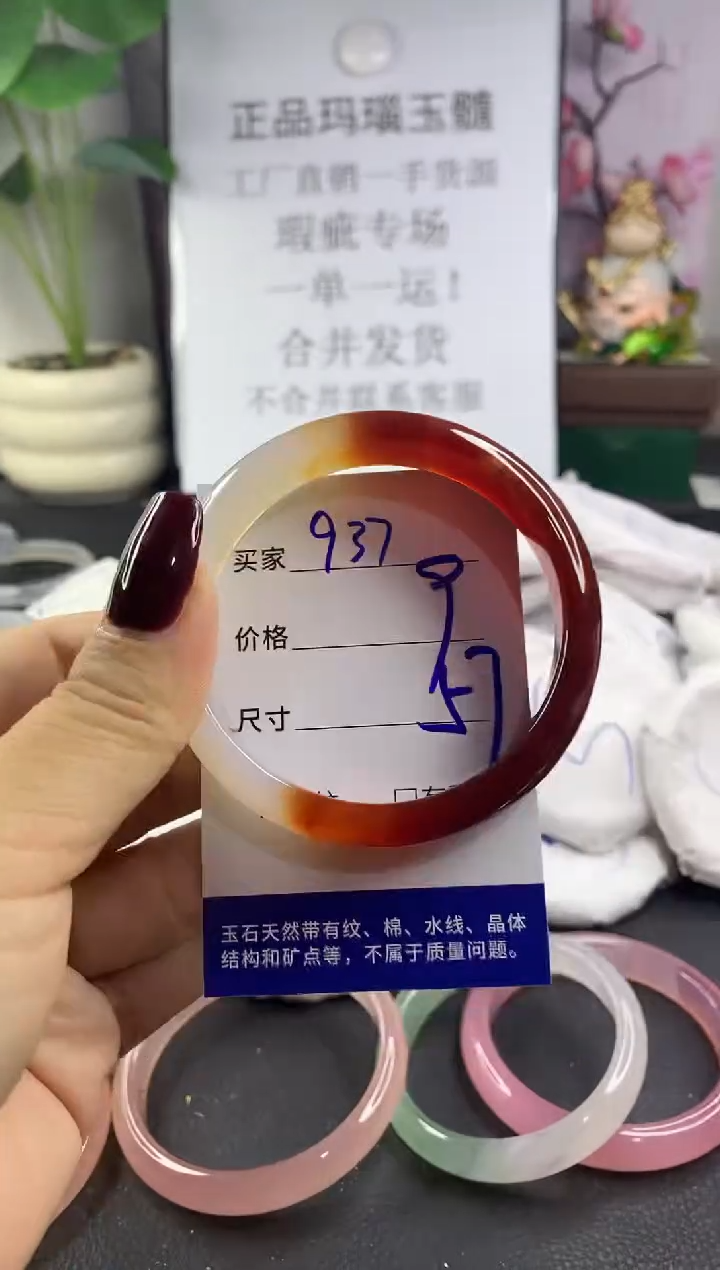 正品玛瑙玉髓
工厂直销一手货源
瑕疵专场
一单一运！
合并发货
不合并联系客服
买家 937
价格 9
尺寸 57
玉石天然带有纹、棉、水线、晶体
结构和矿点等，不属于质量问题。